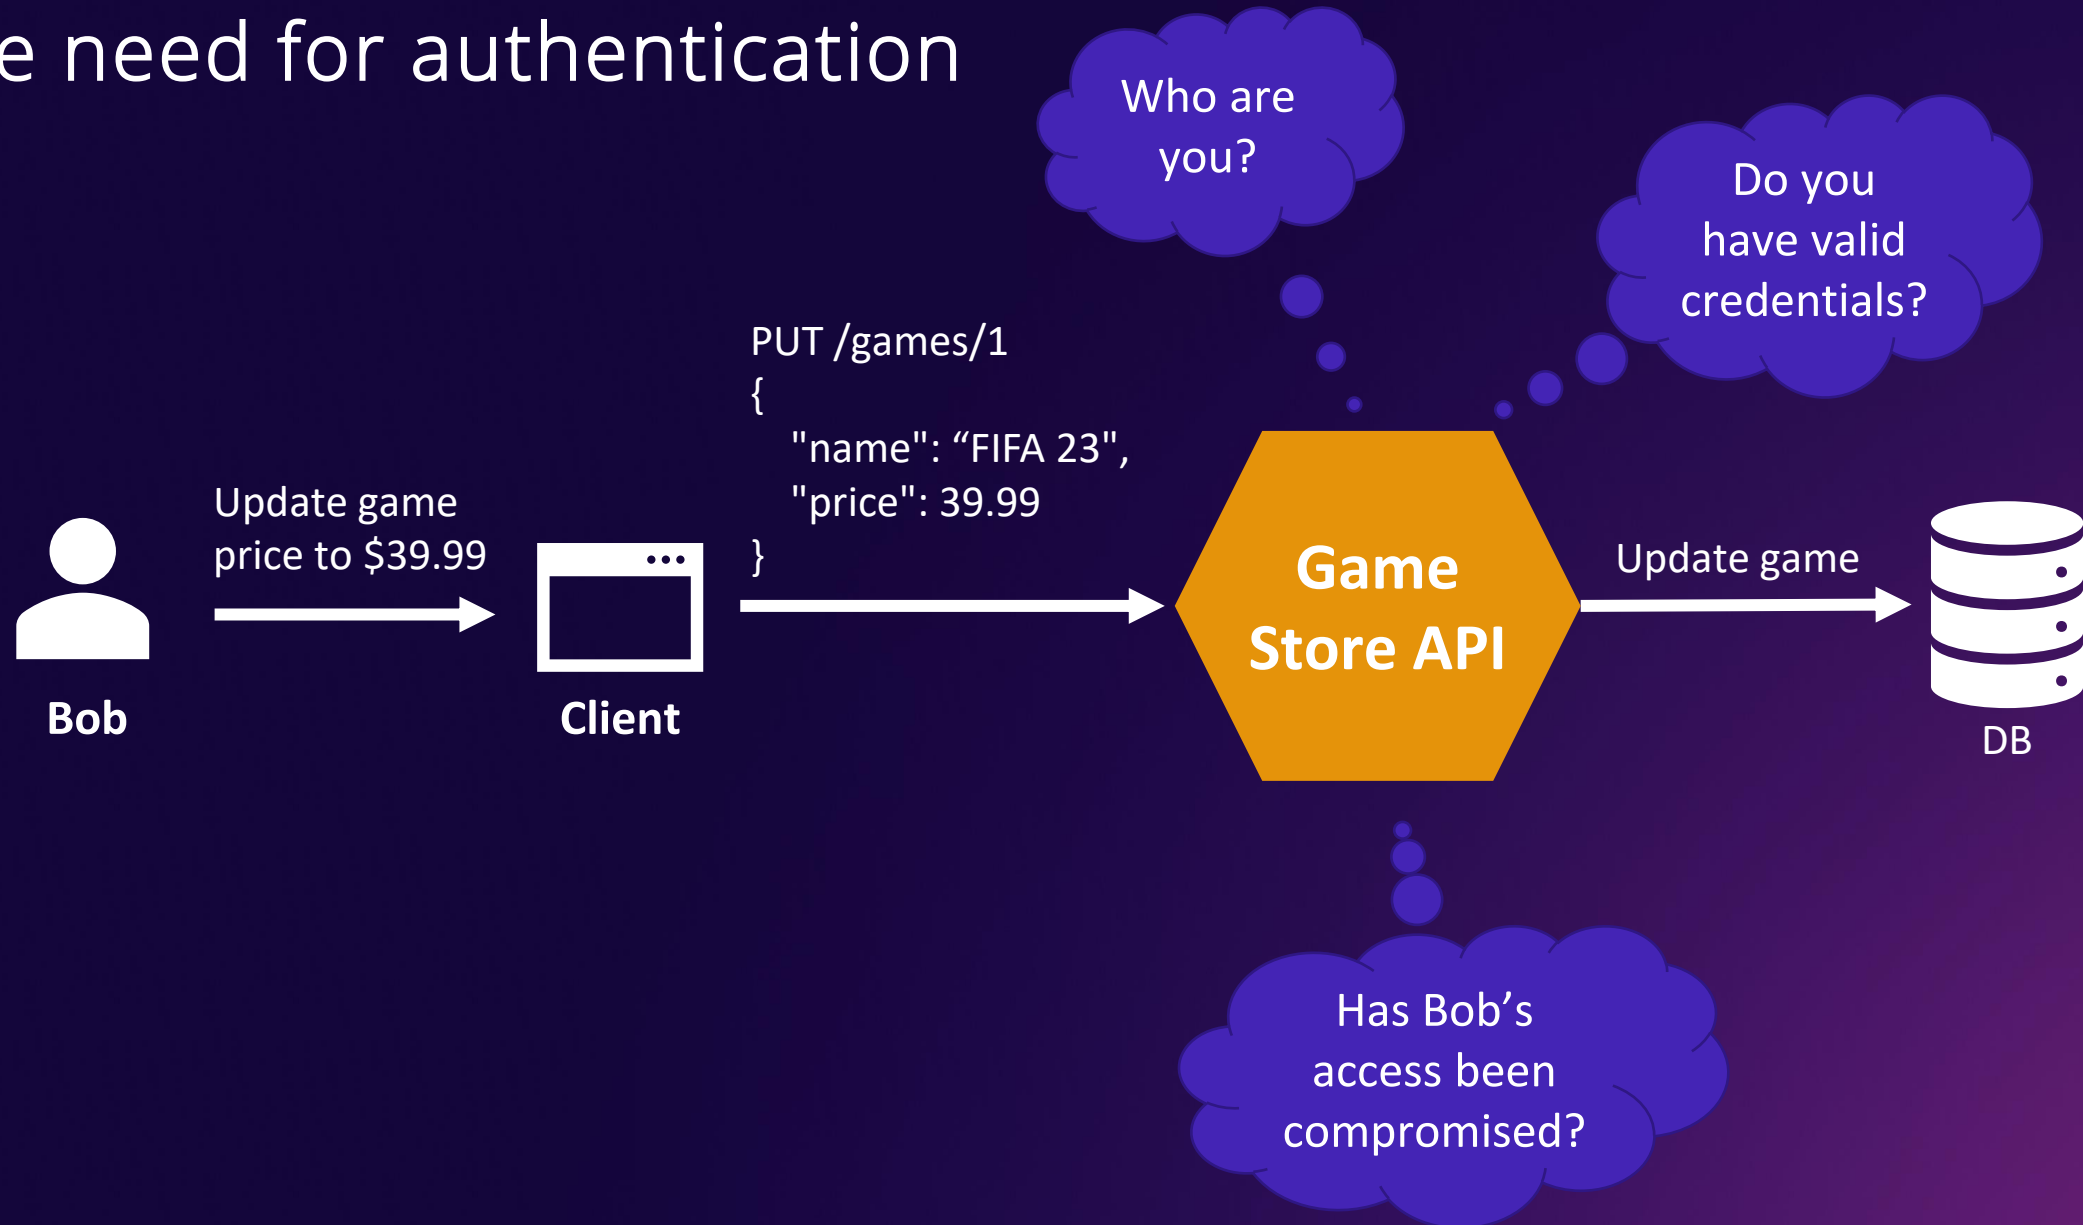 e need for authentication
Who are
you?
Do you
have valid
credentials?
PUT /games/1
{
"name": “FIFA 23",
"price": 39.99
}
Update game
price to $39.99
Bob
Client
Game
Store API
Update game
DB
Has Bob’s
access been
compromised?